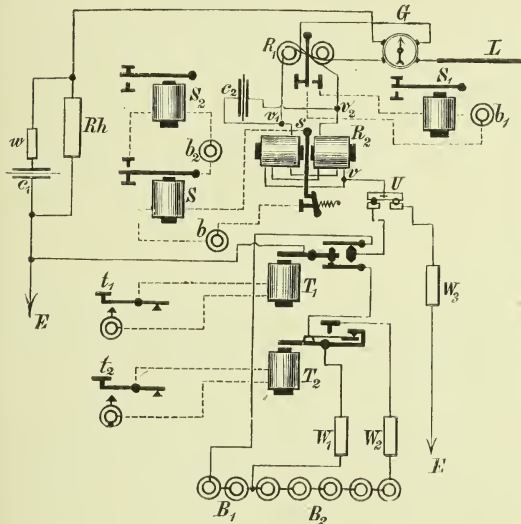 G
R₁
L
S₂
c₂
S₁
Rh
w
v₁
v₂
b₁
s
b₂
R₂
c₁
S
v
U
b
T₁
W₃
t₁
E
t₂
T₂
W₁
W₂
E
B₁
B₂